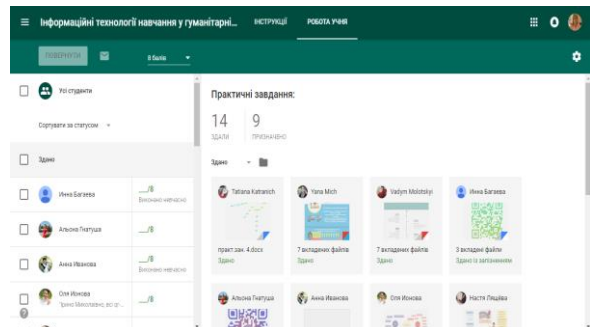 Інформаційні технології навчання у гуманітарні...
ІНСТРУКЦІЇ
РОБОТА УЧНЯ
ПОВЕРНУТИ
8 балів
Усі студенти
Сортувати за статусом
Здано
Инна Багаева
__/8
Виконано невчасно
Альона Гнатуша
__/8
Анна Иванова
__/8
Виконано невчасно
Оля Ионова
__/8
Практичні завдання:
14
ЗДАЛИ
9
ПРИЗНАЧЕНО
Здано
Tatiana Katranich
практ.зан. 4.docx
Здано
Yana Mich
7 вкладених файлів
Здано
Vadym Molotskyi
7 вкладених файлів
Здано
Инна Багаева
3 вкладені файли
Здано із запізненням
Альона Гнатуша
Анна Иванова
Оля Ионова
Настя Лящёва